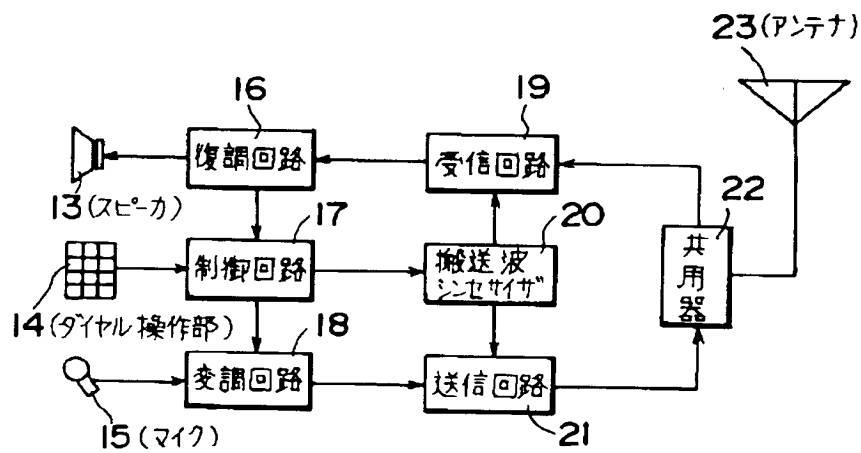 23(アンテナ)
16
19
復調回路
受信回路
13(スピーカ)
17
20
22
制御回路
搬送波
シンセサイザ
共用器
14(ダイヤル操作部)
18
変調回路
送信回路
15(マイク)
21